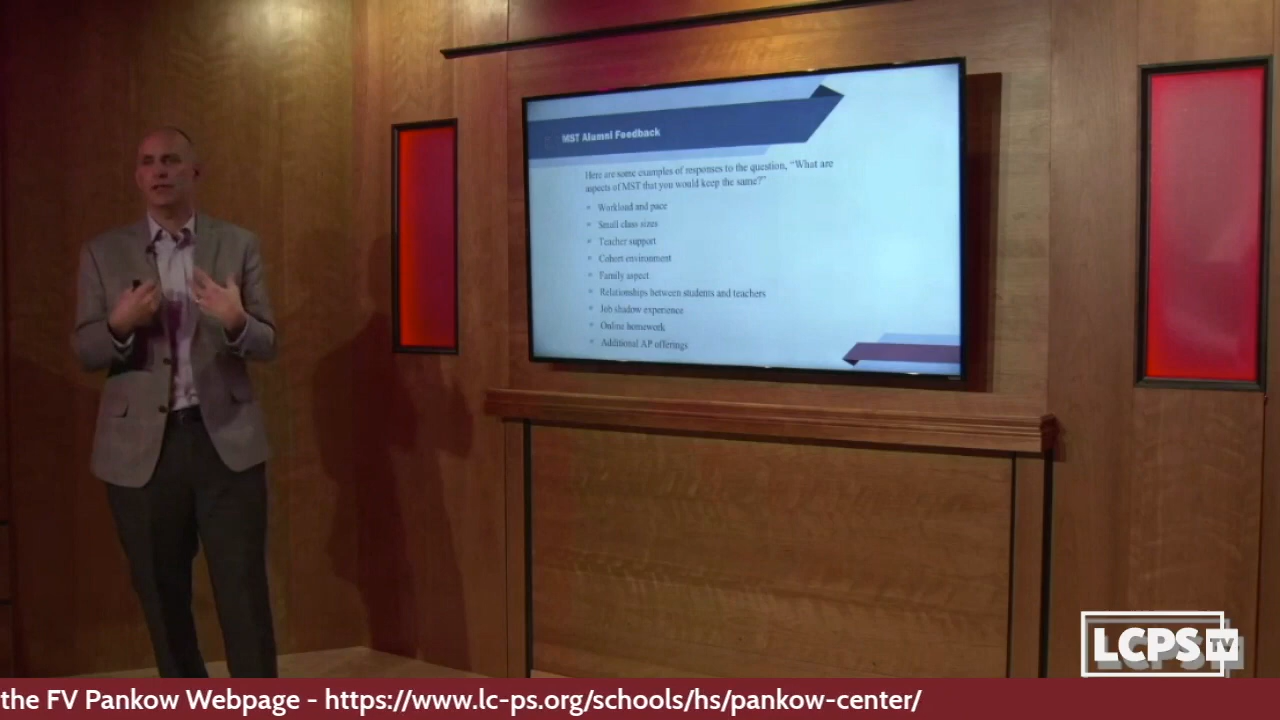 MST Alumni Feedback
Here are some examples of responses to the question, "What are
aspects of MST that you would keep the same?"
Workload and pace
Small class sizes
Teacher support
Cohort environment
Family aspect
Relationships between students and teachers
Job shadow experience
Online homework
Additional AP offerings
LCPS TV
the FV Pankow Webpage - https://www.lc-ps.org/schools/hs/pankow-center/